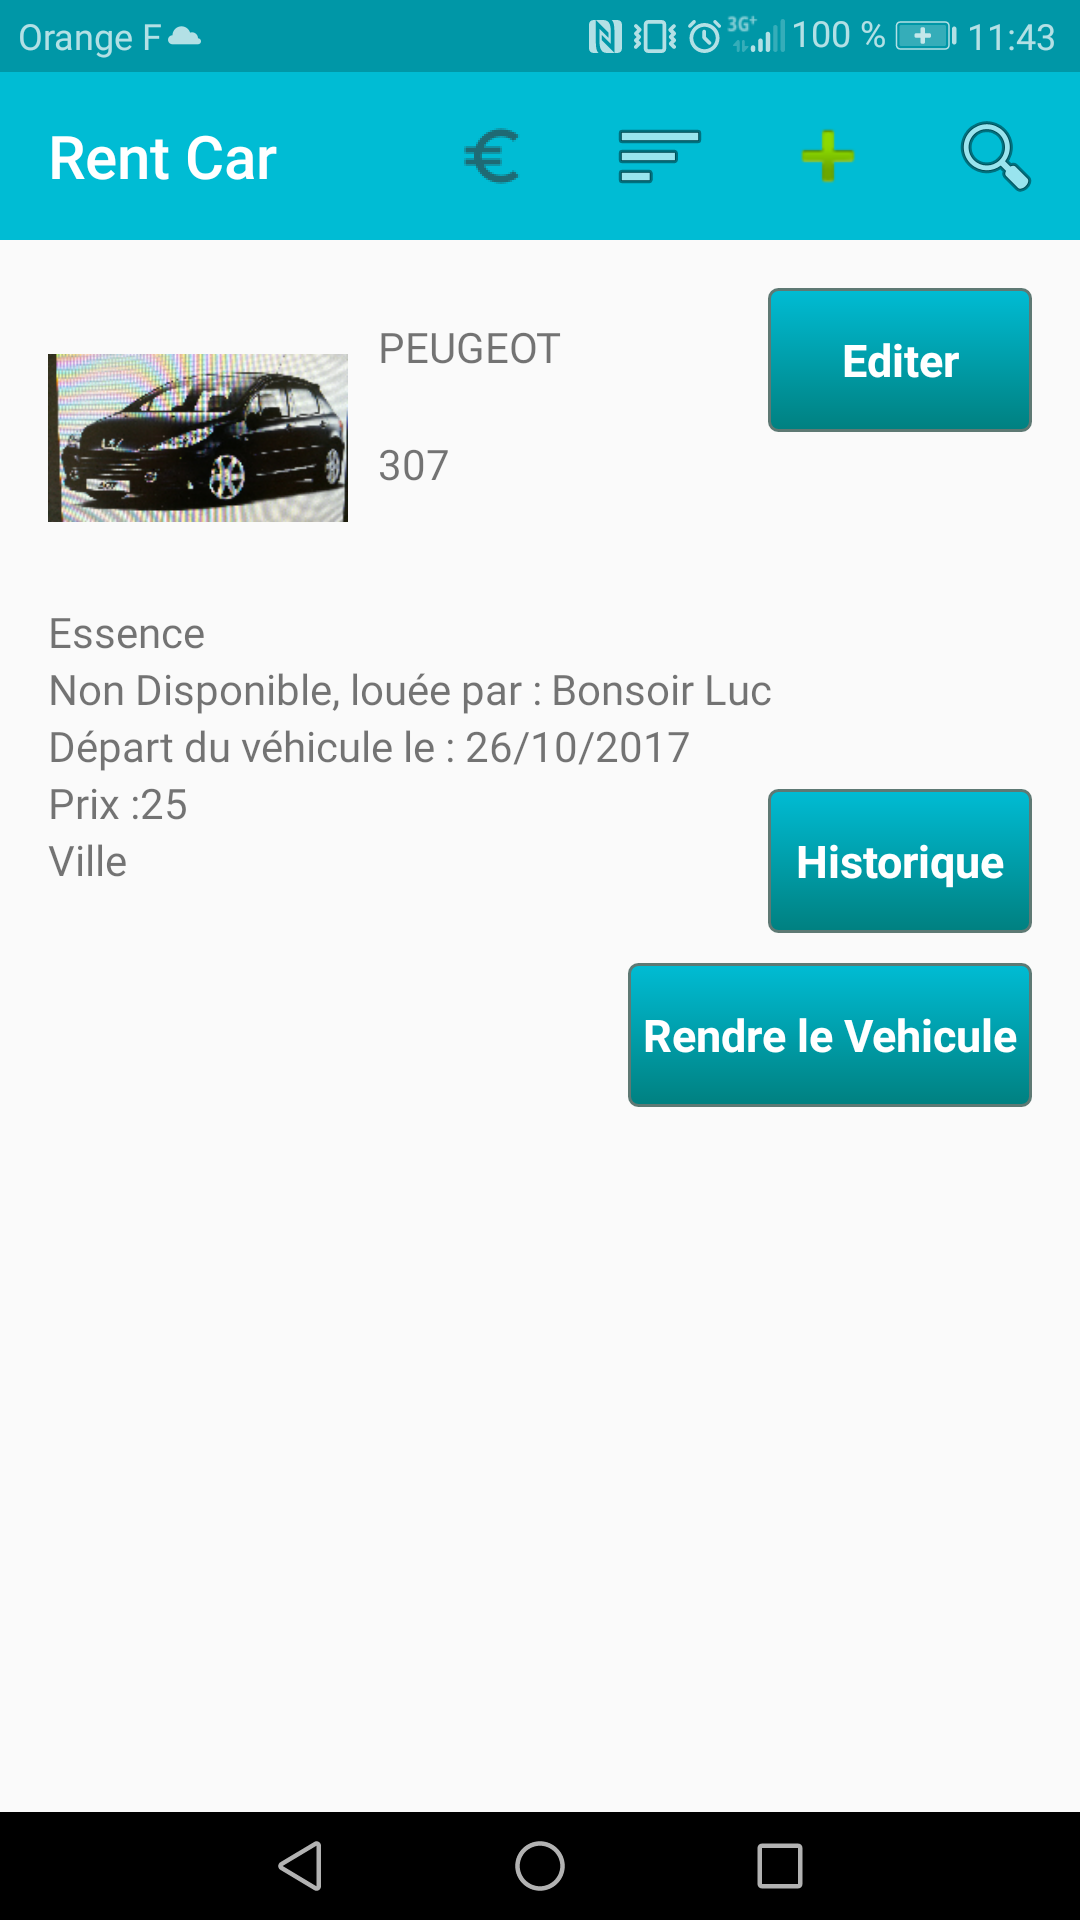 Orange F 3G+ 100 % 11:43
Rent Car
PEUGEOT
Editer
307
Essence
Non Disponible, louée par : Bonsoir Luc
Départ du véhicule le : 26/10/2017
Prix :25
Ville
Historique
Rendre le Vehicule